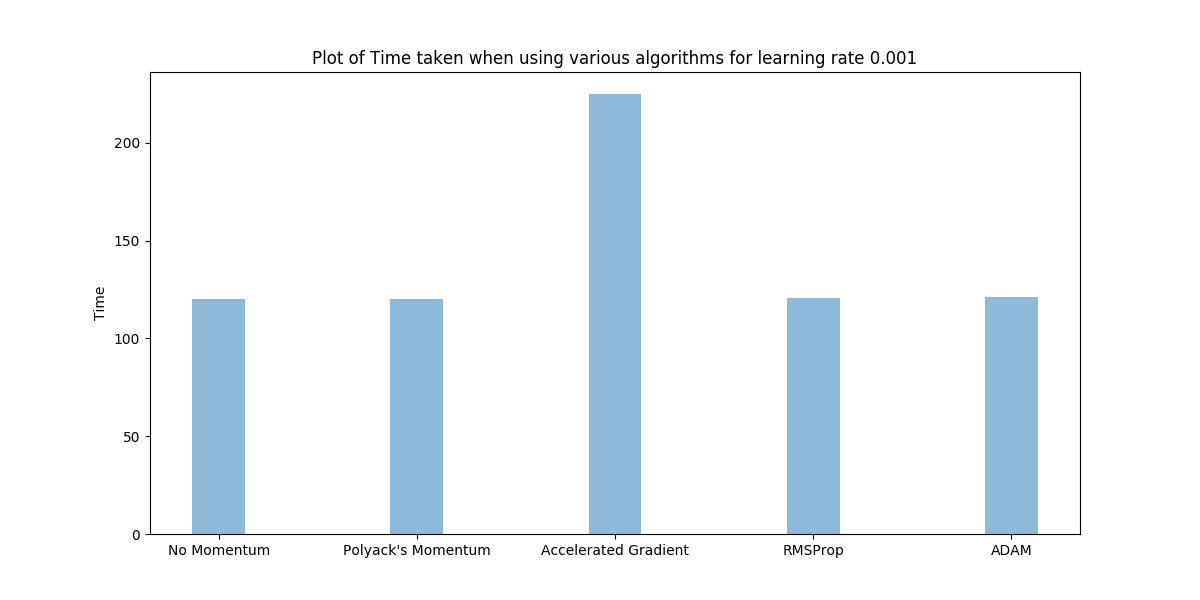 Plot of Time taken when using various algorithms for learning rate 0.001
200
150
100
50
0
Time
No Momentum
Polyack's Momentum
Accelerated Gradient
RMSProp
ADAM